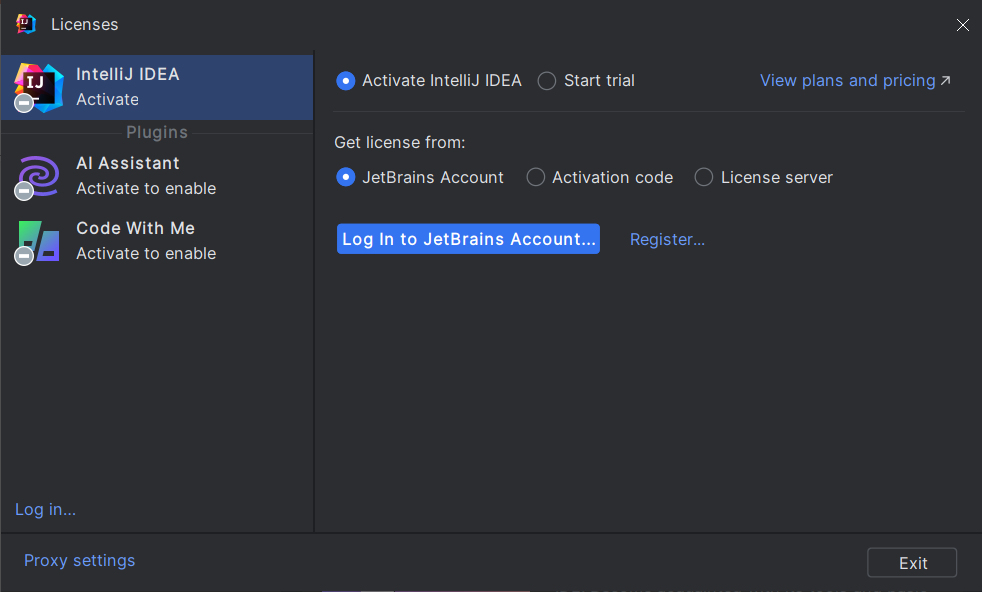 Licenses
IJ
IntelliJ IDEA
Activate
Plugins
AI Assistant
Activate to enable
Code With Me
Activate to enable
Log in...
Activate IntelliJ IDEA Start trial View plans and pricing ↗
Get license from:
JetBrains Account Activation code License server
Log In to JetBrains Account... Register...
Proxy settings
Exit